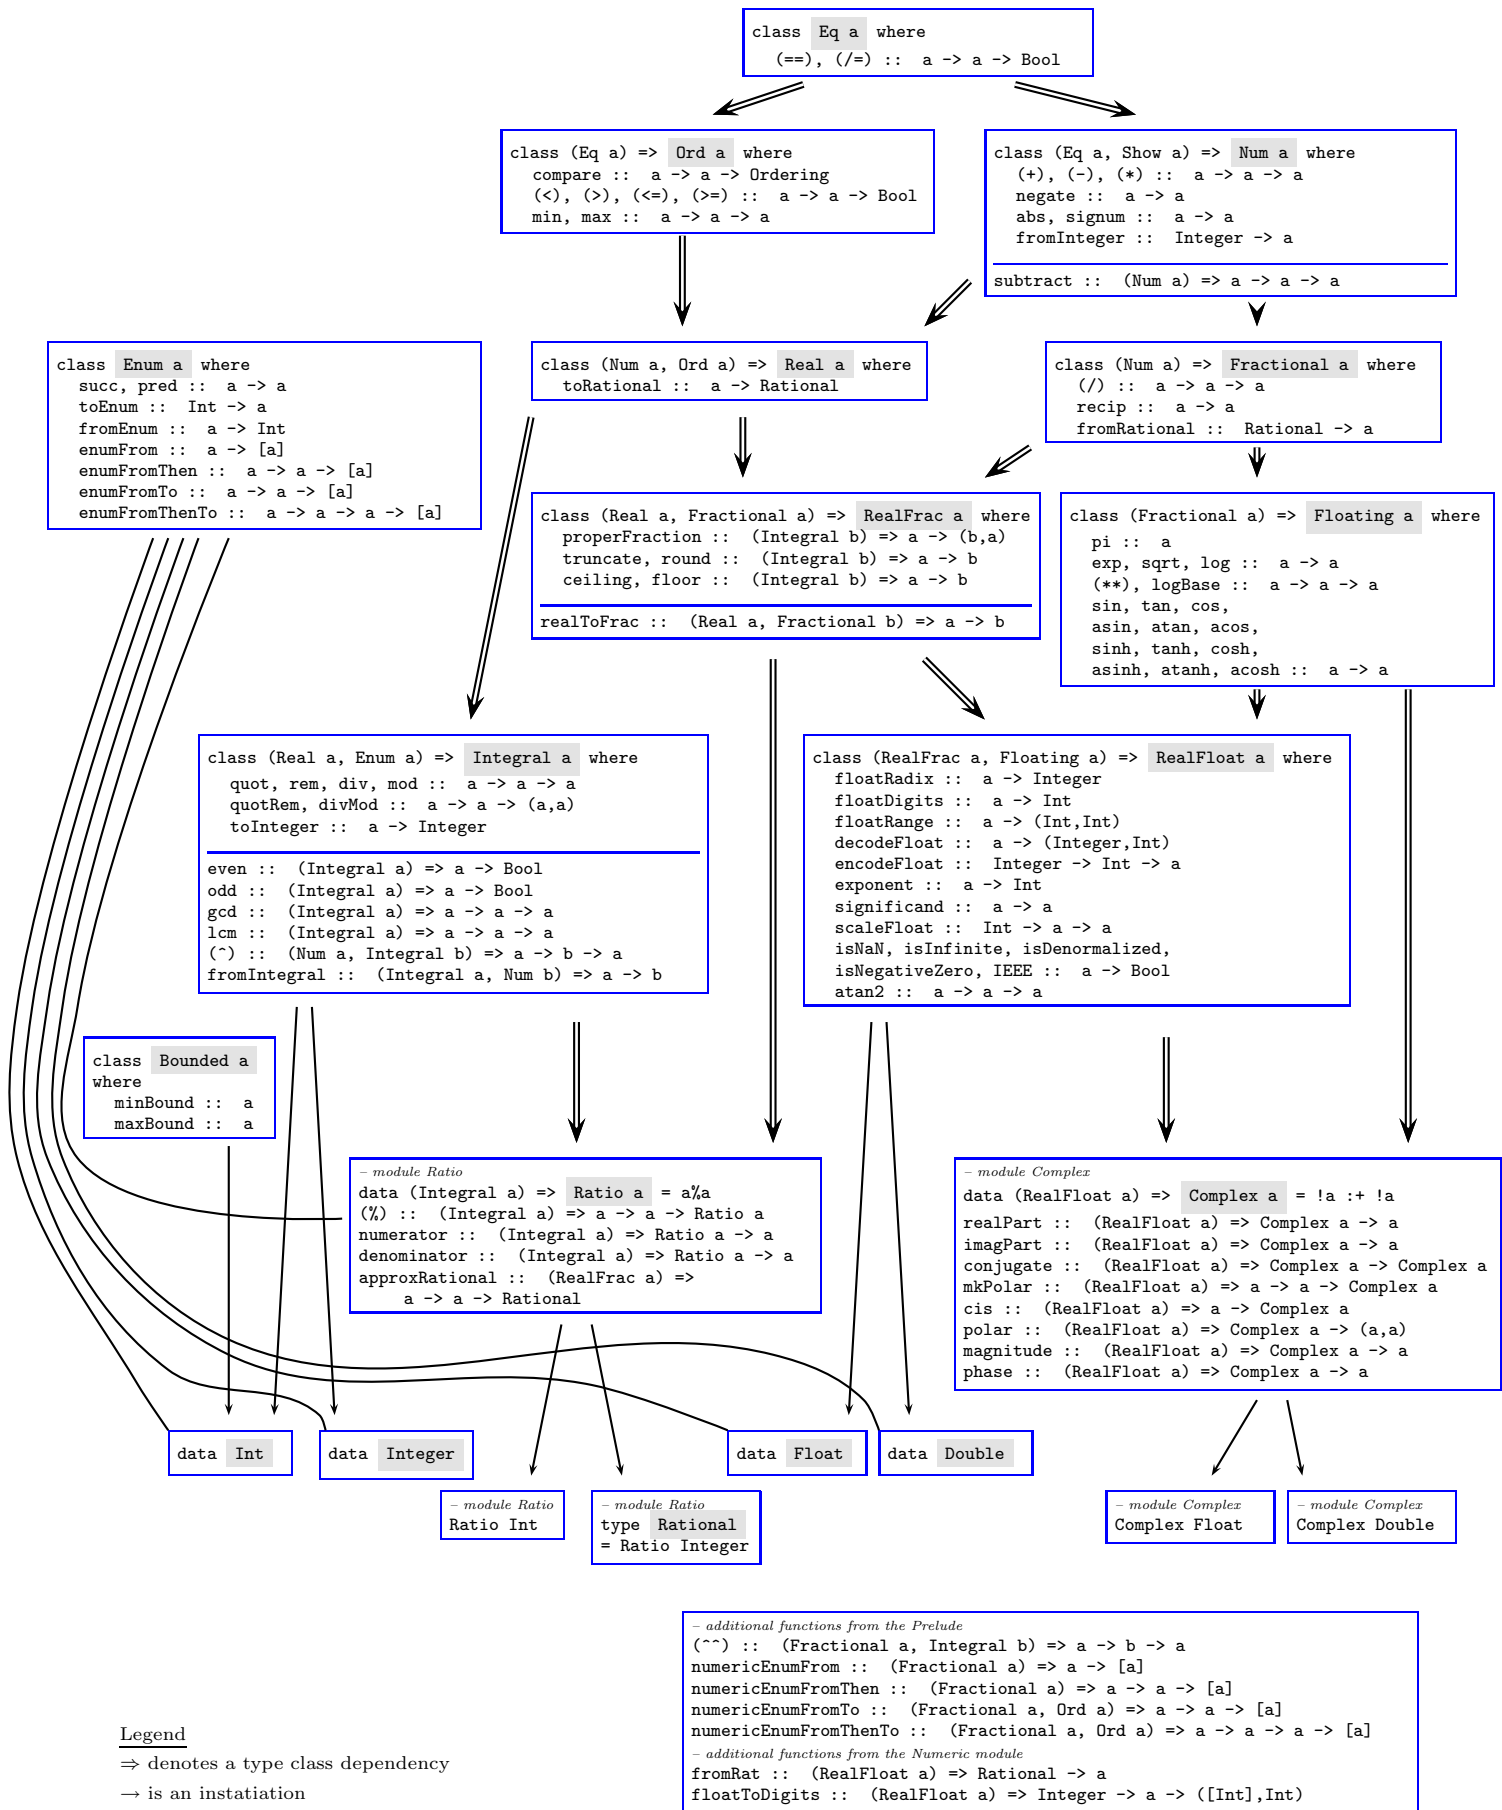 class Eq a where
(==), (/=) :: a -> a -> Bool
class (Eq a) => Ord a where
compare :: a -> a -> Ordering
(<), (>), (<=), (>=) :: a -> a -> Bool
min, max :: a -> a -> a
class (Eq a, Show a) => Num a where
(+), (-), (*) :: a -> a -> a
negate :: a -> a
abs, signum :: a -> a
fromInteger :: Integer -> a
subtract :: (Num a) => a -> a -> a
class Enum a where
succ, pred :: a -> a
toEnum :: Int -> a
fromEnum :: a -> Int
enumFrom :: a -> [a]
enumFromThen :: a -> a -> [a]
enumFromTo :: a -> a -> [a]
enumFromThenTo :: a -> a -> a -> [a]
class (Num a, Ord a) => Real a where
toRational :: a -> Rational
class (Num a) => Fractional a where
(/) :: a -> a -> a
recip :: a -> a
fromRational :: Rational -> a
class (Real a, Fractional a) => RealFrac a where
properFraction :: (Integral b) => a -> (b,a)
truncate, round :: (Integral b) => a -> b
ceiling, floor :: (Integral b) => a -> b
realToFrac :: (Real a, Fractional b) => a -> b
class (Fractional a) => Floating a where
pi :: a
exp, sqrt, log :: a -> a
(**), logBase :: a -> a -> a
sin, tan, cos,
asin, atan, acos,
sinh, tanh, cosh,
asinh, atanh, acosh :: a -> a
class (Real a, Enum a) => Integral a where
quot, rem, div, mod :: a -> a -> a
quotRem, divMod :: a -> a -> (a,a)
toInteger :: a -> Integer
even :: (Integral a) => a -> Bool
odd :: (Integral a) => a -> Bool
gcd :: (Integral a) => a -> a -> a
lcm :: (Integral a) => a -> a -> a
(^) :: (Num a, Integral b) => a -> b -> a
fromIntegral :: (Integral a, Num b) => a -> b
class (RealFrac a, Floating a) => RealFloat a where
floatRadix :: a -> Integer
floatDigits :: a -> Int
floatRange :: a -> (Int,Int)
decodeFloat :: a -> (Integer,Int)
encodeFloat :: Integer -> Int -> a
exponent :: a -> Int
significand :: a -> a
scaleFloat :: Int -> a -> a
isNaN, isInfinite, isDenormalized,
isNegativeZero, IEEE :: a -> Bool
atan2 :: a -> a -> a
class Bounded a
where
minBound :: a
maxBound :: a
– module Ratio
data (Integral a) => Ratio a = a%a
(%) :: (Integral a) => a -> a -> Ratio a
numerator :: (Integral a) => Ratio a -> a
denominator :: (Integral a) => Ratio a -> a
approxRational :: (RealFrac a) =>
a -> a -> Rational
– module Complex
data (RealFloat a) => Complex a = !a :+ !a
realPart :: (RealFloat a) => Complex a -> a
imagPart :: (RealFloat a) => Complex a -> a
conjugate :: (RealFloat a) => Complex a -> Complex a
mkPolar :: (RealFloat a) => a -> a -> Complex a
cis :: (RealFloat a) => a -> Complex a
polar :: (RealFloat a) => Complex a -> (a,a)
magnitude :: (RealFloat a) => Complex a -> a
phase :: (RealFloat a) => Complex a -> a
data Int
data Integer
data Float
data Double
– module Ratio
Ratio Int
– module Ratio
type Rational
= Ratio Integer
– module Complex
Complex Float
– module Complex
Complex Double
– additional functions from the Prelude
(^^) :: (Fractional a, Integral b) => a -> b -> a
numericEnumFrom :: (Fractional a) => a -> [a]
numericEnumFromThen :: (Fractional a) => a -> a -> [a]
numericEnumFromTo :: (Fractional a, Ord a) => a -> a -> [a]
numericEnumFromThenTo :: (Fractional a, Ord a) => a -> a -> a -> [a]
– additional functions from the Numeric module
fromRat :: (RealFloat a) => Rational -> a
floatToDigits :: (RealFloat a) => Integer -> a -> ([Int],Int)
Legend
⇒ denotes a type class dependency
→ is an instatiation